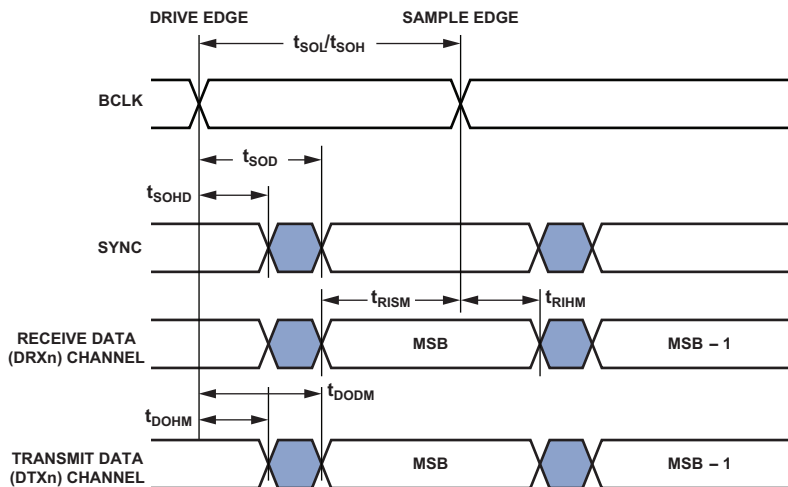 DRIVE EDGE
SAMPLE EDGE
tSOL/tSOH
BCLK
tSOD
tSOHD
SYNC
tRISM
tRIHM
RECEIVE DATA
(DRXn) CHANNEL
MSB
MSB – 1
tDODM
tDOHM
TRANSMIT DATA
(DTXn) CHANNEL
MSB
MSB – 1